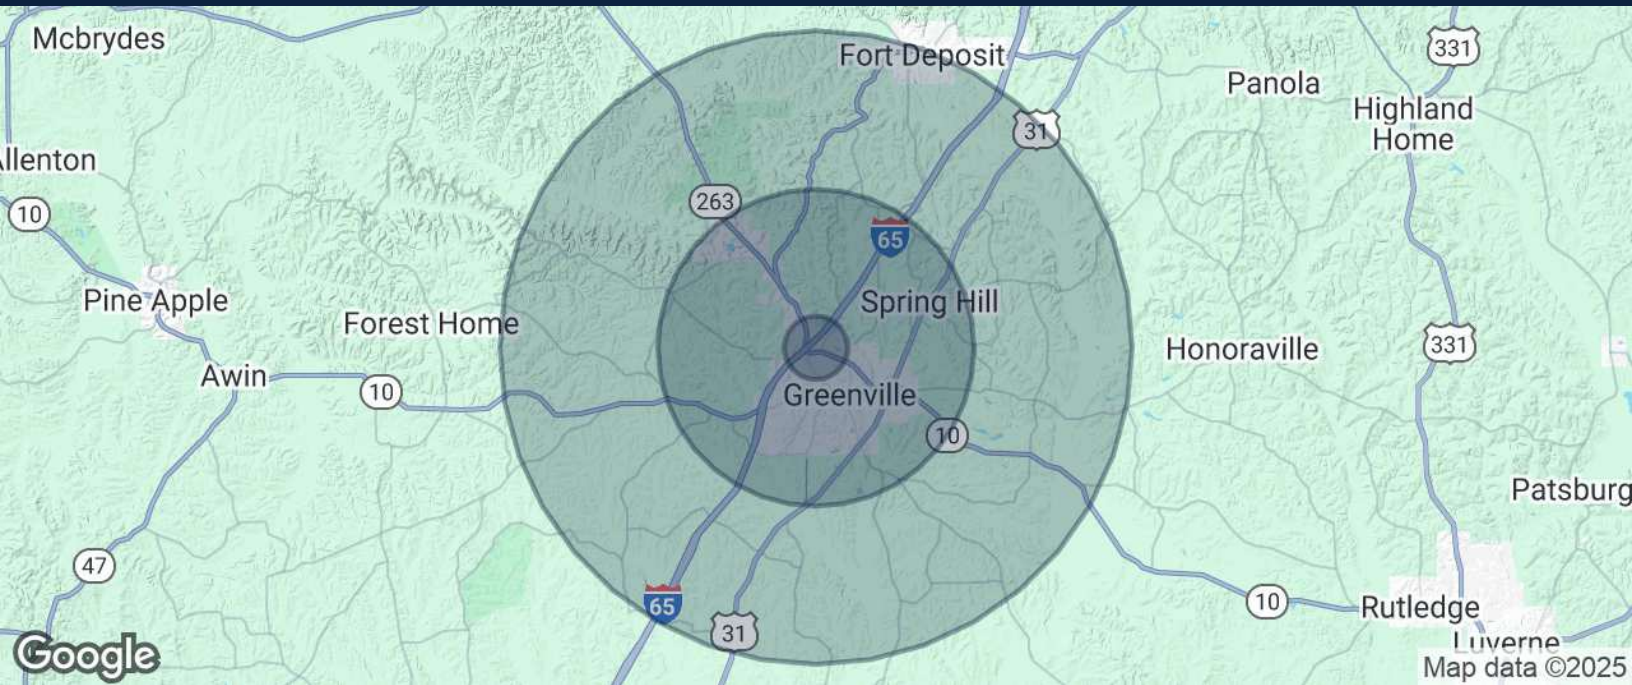 Mcbrydes
Fort Deposit
331
Panola
Highland
Home
31
llenton
10
263
65
Pine Apple
Spring Hill
Forest Home
Honoraville
331
Awin
10
Greenville
10
Patsburg
47
65
31
10
Rutledge
Luverne
Google
Map data ©2025